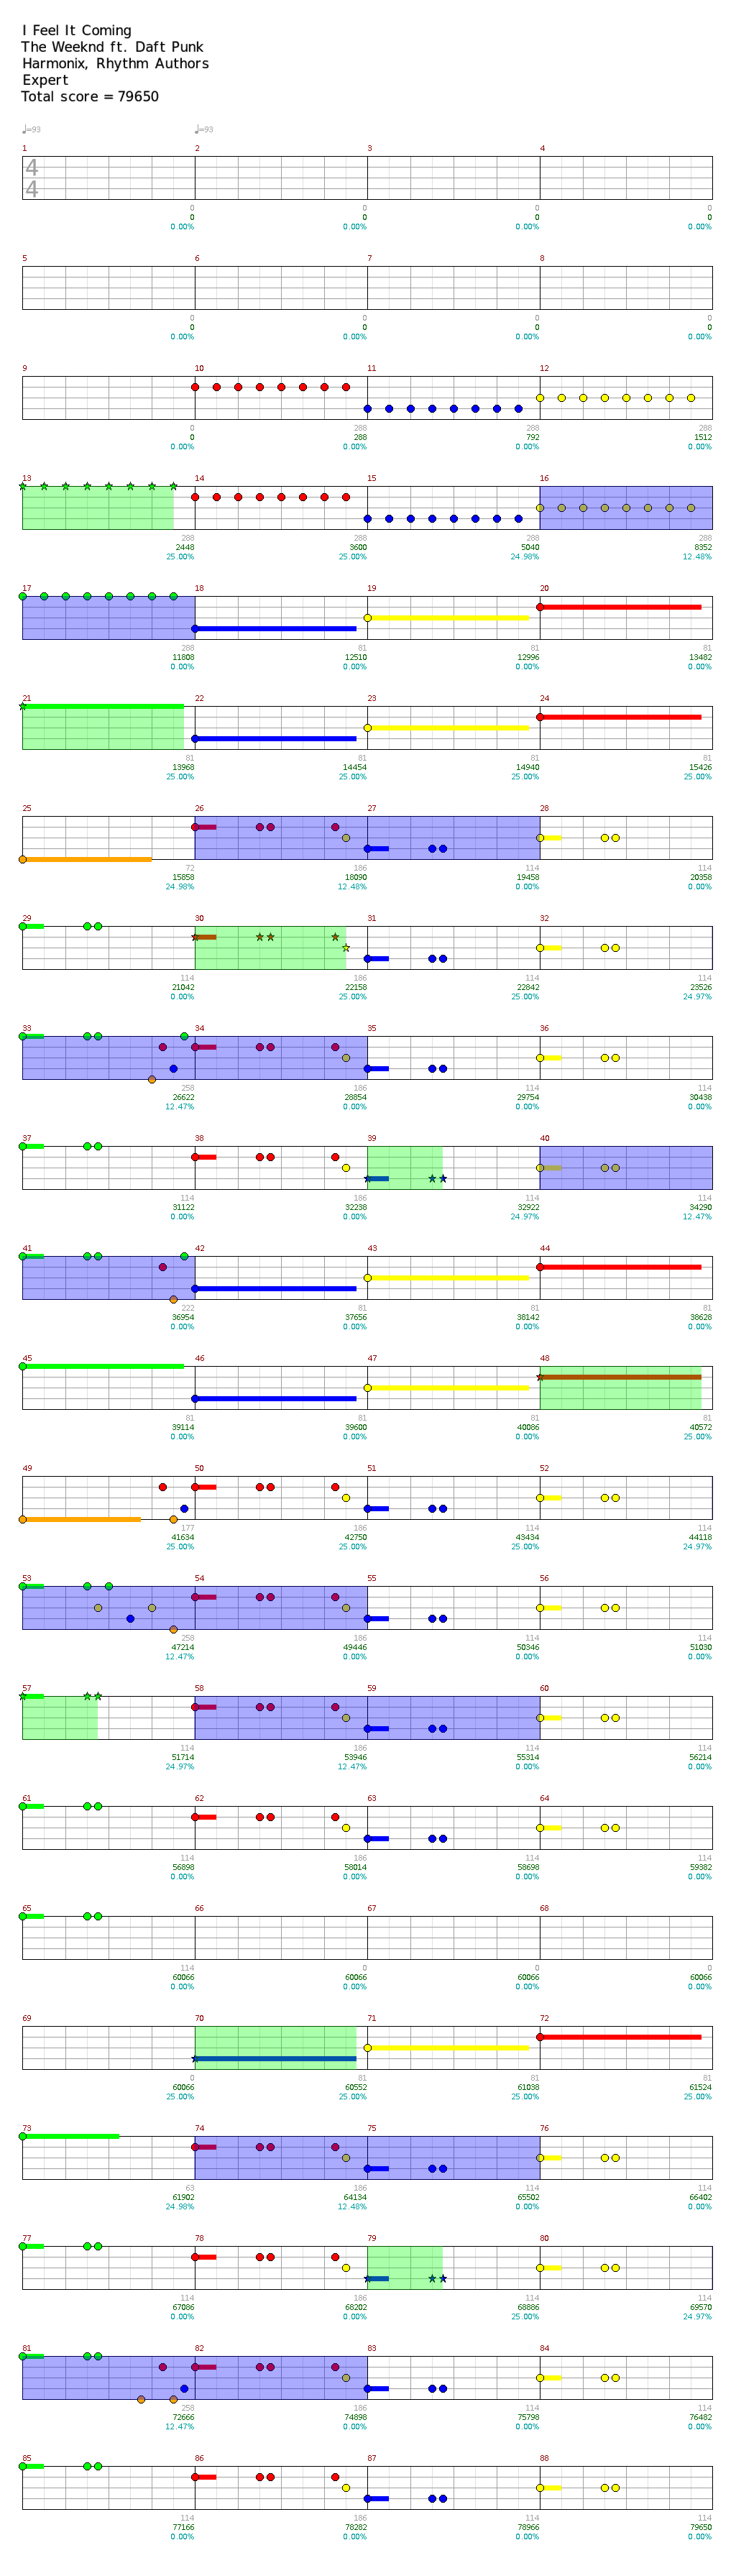 I Feel It Coming
The Weeknd ft. Daft Punk
Harmonix, Rhythm Authors
Expert
Total score = 79650
♩=93 ♩=93
1 2 3 4
4
4
0 0 0 0
0 0 0 0
0.00% 0.00% 0.00% 0.00%
5 6 7 8
0 0 0 0
0 0 0 0
0.00% 0.00% 0.00% 0.00%
9 10 11 12
0 288 288 288
0 288 792 1512
0.00% 0.00% 0.00% 0.00%
13 14 15 16
288 288 288 288
2448 3600 5040 8352
25.00% 25.00% 24.98% 12.48%
17 18 19 20
288 81 81 81
11808 12510 12996 13482
0.00% 0.00% 0.00% 0.00%
21 22 23 24
81 81 81 81
13968 14454 14940 15426
25.00% 25.00% 25.00% 25.00%
25 26 27 28
72 186 114 114
15858 18090 19458 20358
24.98% 12.48% 0.00% 0.00%
29 30 31 32
114 186 114 114
21042 22158 22842 23526
0.00% 25.00% 25.00% 24.97%
33 34 35 36
258 186 114 114
26622 28854 29754 30438
12.47% 0.00% 0.00% 0.00%
37 38 39 40
114 186 114 114
31122 32238 32922 34290
0.00% 0.00% 24.97% 12.47%
41 42 43 44
222 81 81 81
36954 37656 38142 38628
0.00% 0.00% 0.00% 0.00%
45 46 47 48
81 81 81 81
39114 39600 40086 40572
0.00% 0.00% 0.00% 25.00%
49 50 51 52
177 186 114 114
41634 42750 43434 44118
25.00% 25.00% 25.00% 24.97%
53 54 55 56
258 186 114 114
47214 49446 50346 51030
12.47% 0.00% 0.00% 0.00%
57 58 59 60
114 186 114 114
51714 53946 55314 56214
24.97% 12.47% 0.00% 0.00%
61 62 63 64
114 186 114 114
56898 58014 58698 59382
0.00% 0.00% 0.00% 0.00%
65 66 67 68
114 0 0 0
60066 60066 60066 60066
0.00% 0.00% 0.00% 0.00%
69 70 71 72
0 81 81 81
60066 60552 61038 61524
0.00% 25.00% 25.00% 25.00%
73 74 75 76
63 186 114 114
61902 64134 65502 66402
24.98% 12.48% 0.00% 0.00%
77 78 79 80
114 186 114 114
67086 68202 68886 69570
0.00% 0.00% 25.00% 24.97%
81 82 83 84
258 186 114 114
72666 74898 75798 76482
12.47% 0.00% 0.00% 0.00%
85 86 87 88
114 186 114 114
77166 78282 78966 79650
0.00% 0.00% 0.00% 0.00%